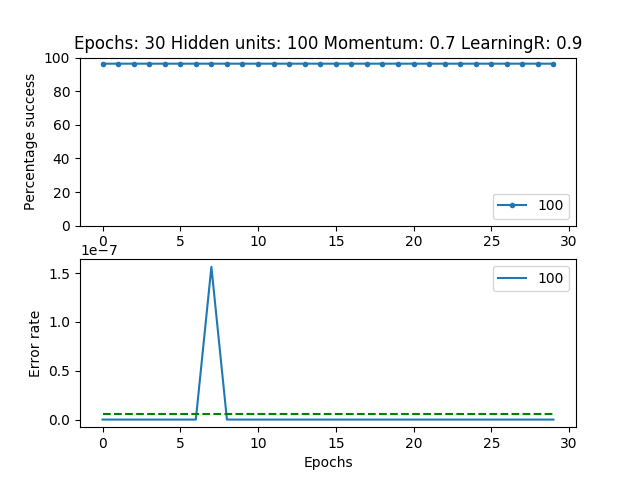 Epochs: 30 Hidden units: 100 Momentum: 0.7 LearningR: 0.9
100
80
60
40
20
0
Percentage success
100
0 5 10 15 20 25 30
1e−7
1.5
1.0
0.5
0.0
Error rate
100
0 5 10 15 20 25 30
Epochs